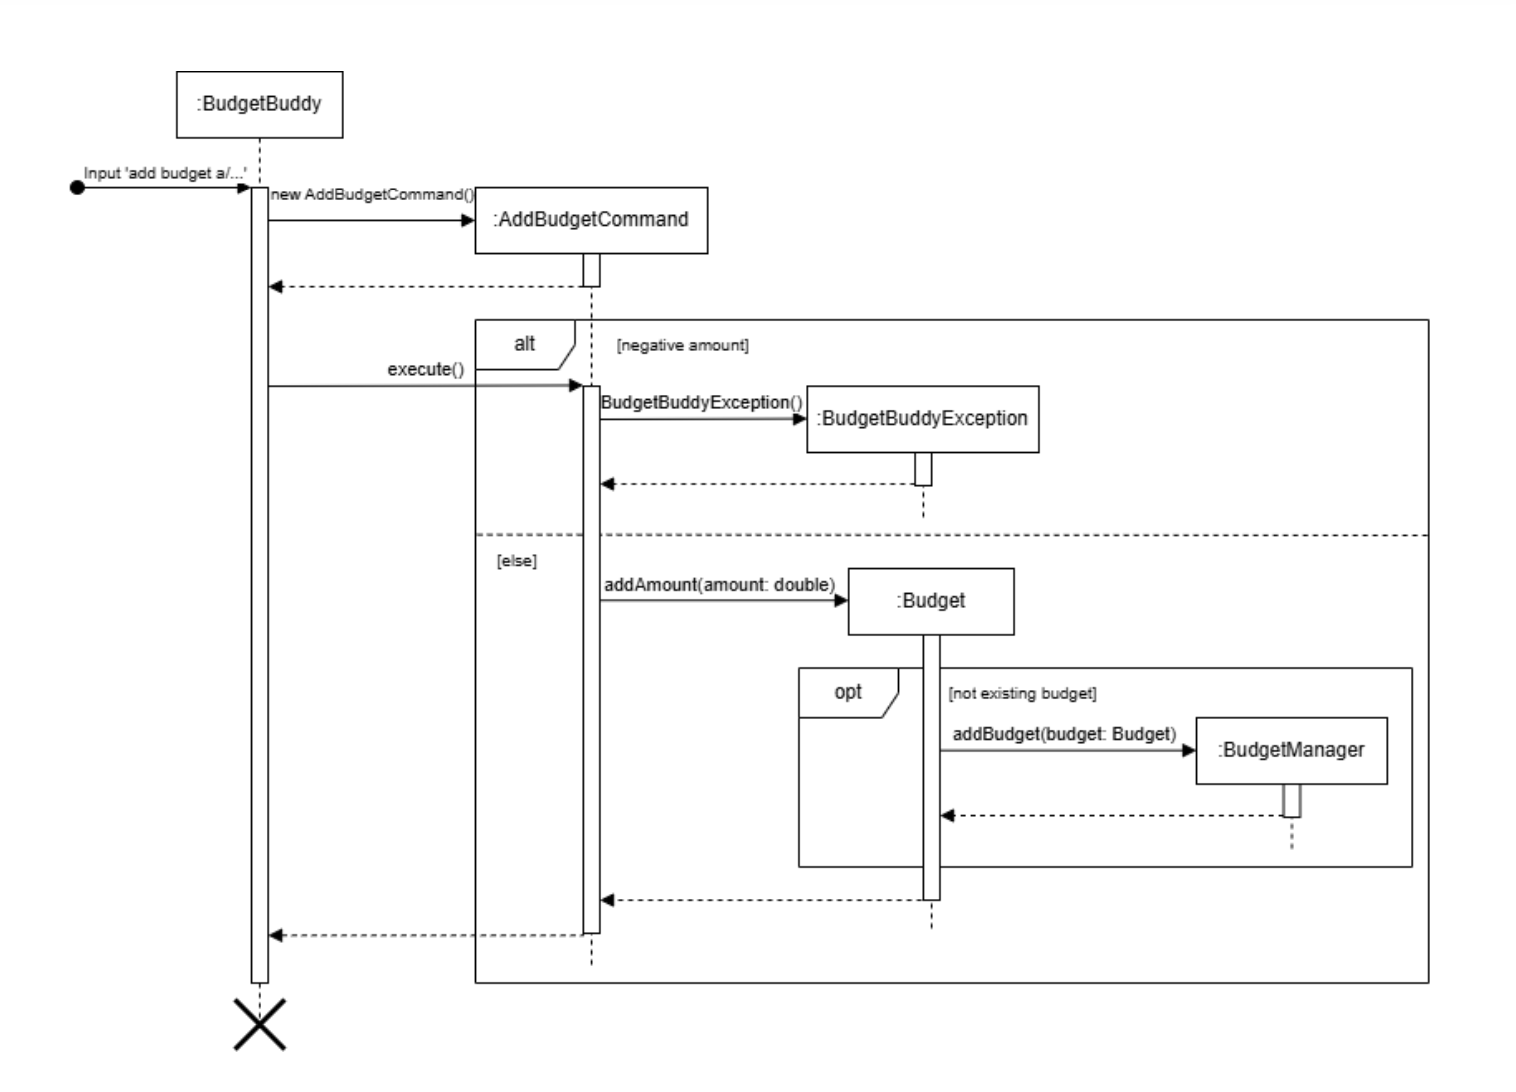 :BudgetBuddy
Input 'add budget a/...'
new AddBudgetCommand()
:AddBudgetCommand
alt
[negative amount]
execute()
BudgetBuddyException()
:BudgetBuddyException
[else]
addAmount(amount: double)
:Budget
opt
[not existing budget]
addBudget(budget: Budget)
:BudgetManager